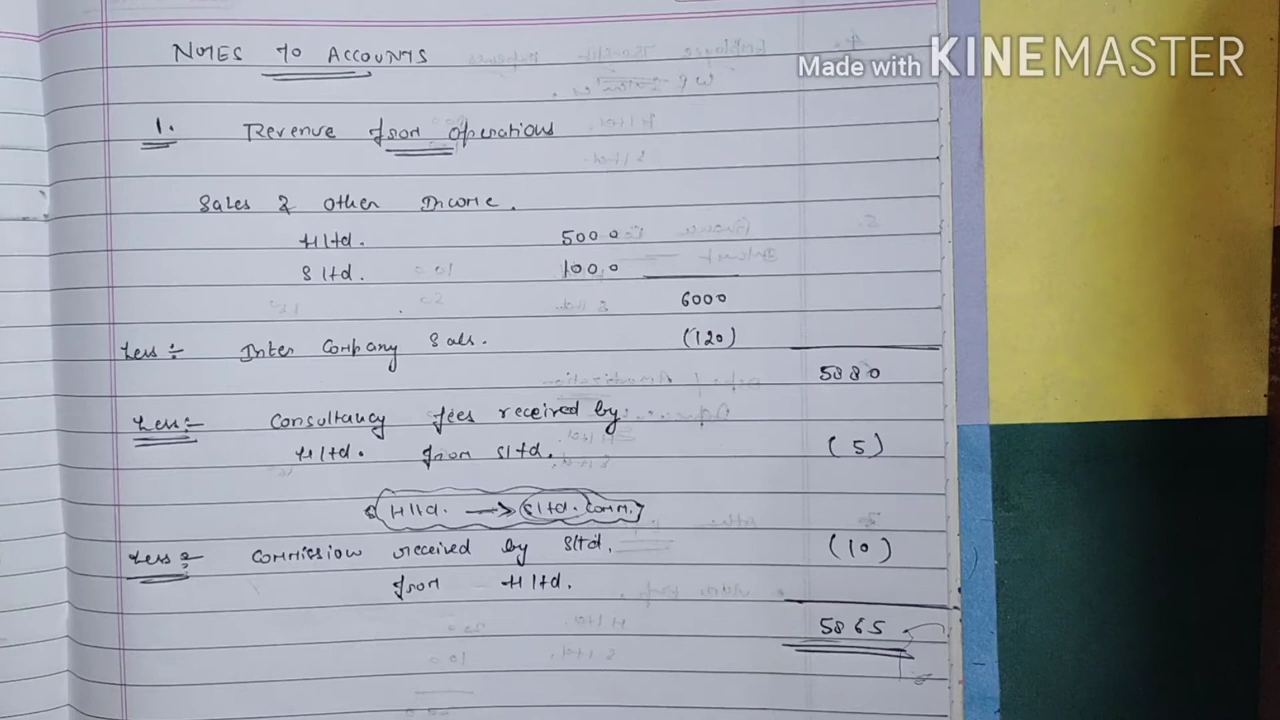 Made with KINEMASTER
NOTES TO ACCOUNTS
1. Revenue from operations
Sales & other Income.
H ltd. 5000
S ltd. 1000
6000
Less:- Inter Company Sals. (120)
5880
Less:- Consultancy fees received by
H ltd. from S ltd. (5)
H ltd. → S ltd. comm.
Less:- Commission received by S ltd. (10)
from H ltd.
5865